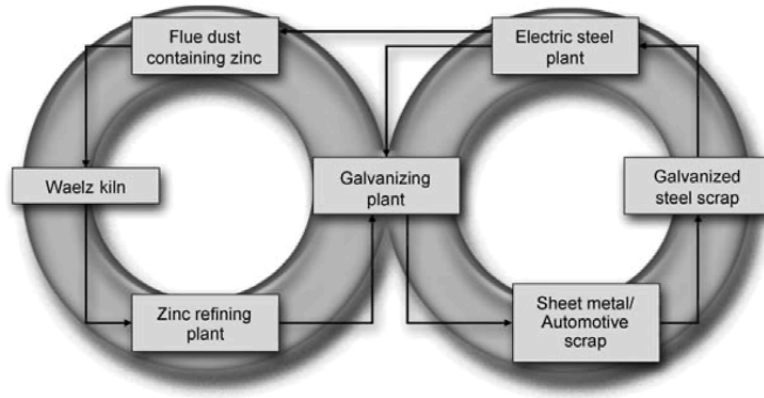 Flue dust
containing zinc
Electric steel
plant
Waelz kiln
Galvanizing
plant
Galvanized
steel scrap
Zinc refining
plant
Sheet metal/
Automotive
scrap